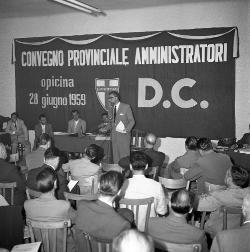 CONVEGNO PROVINCIALE AMMINISTRATORI
opicina
28 giugno 1959
D.C.